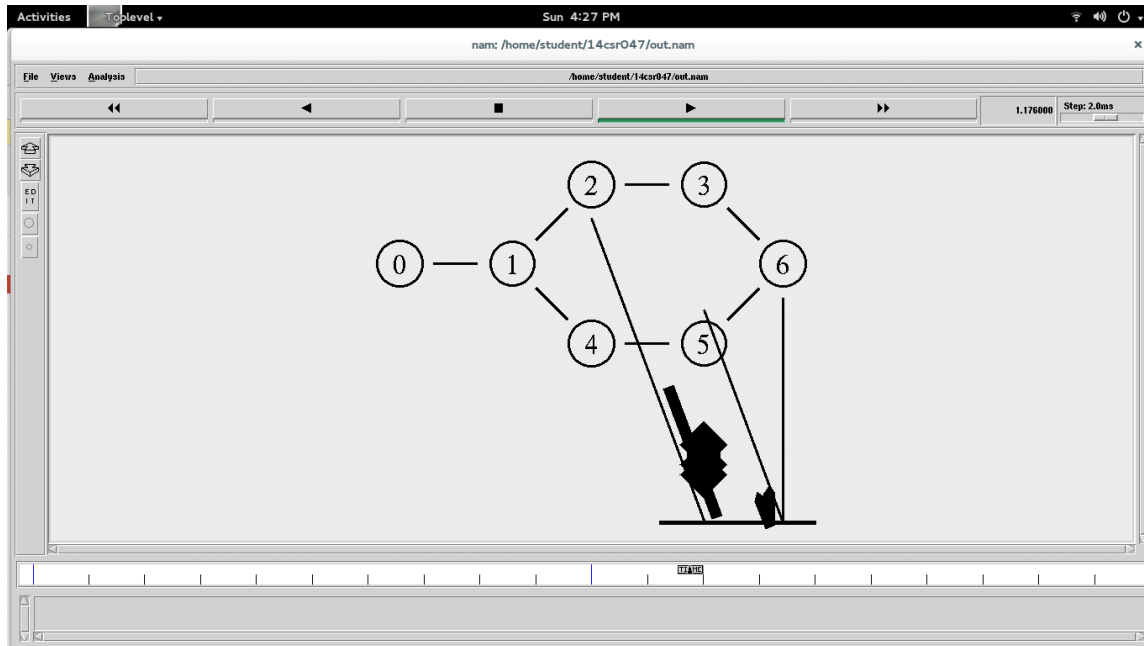 Activities Toplevel Sun 4:27 PM
nam: /home/student/14csr047/out.nam ×
File Views Analysis /home/student/14csr047/out.nam
1.176000 Step: 2.0ms
ED
IT
2 3
0 1 6
4 5
TIME